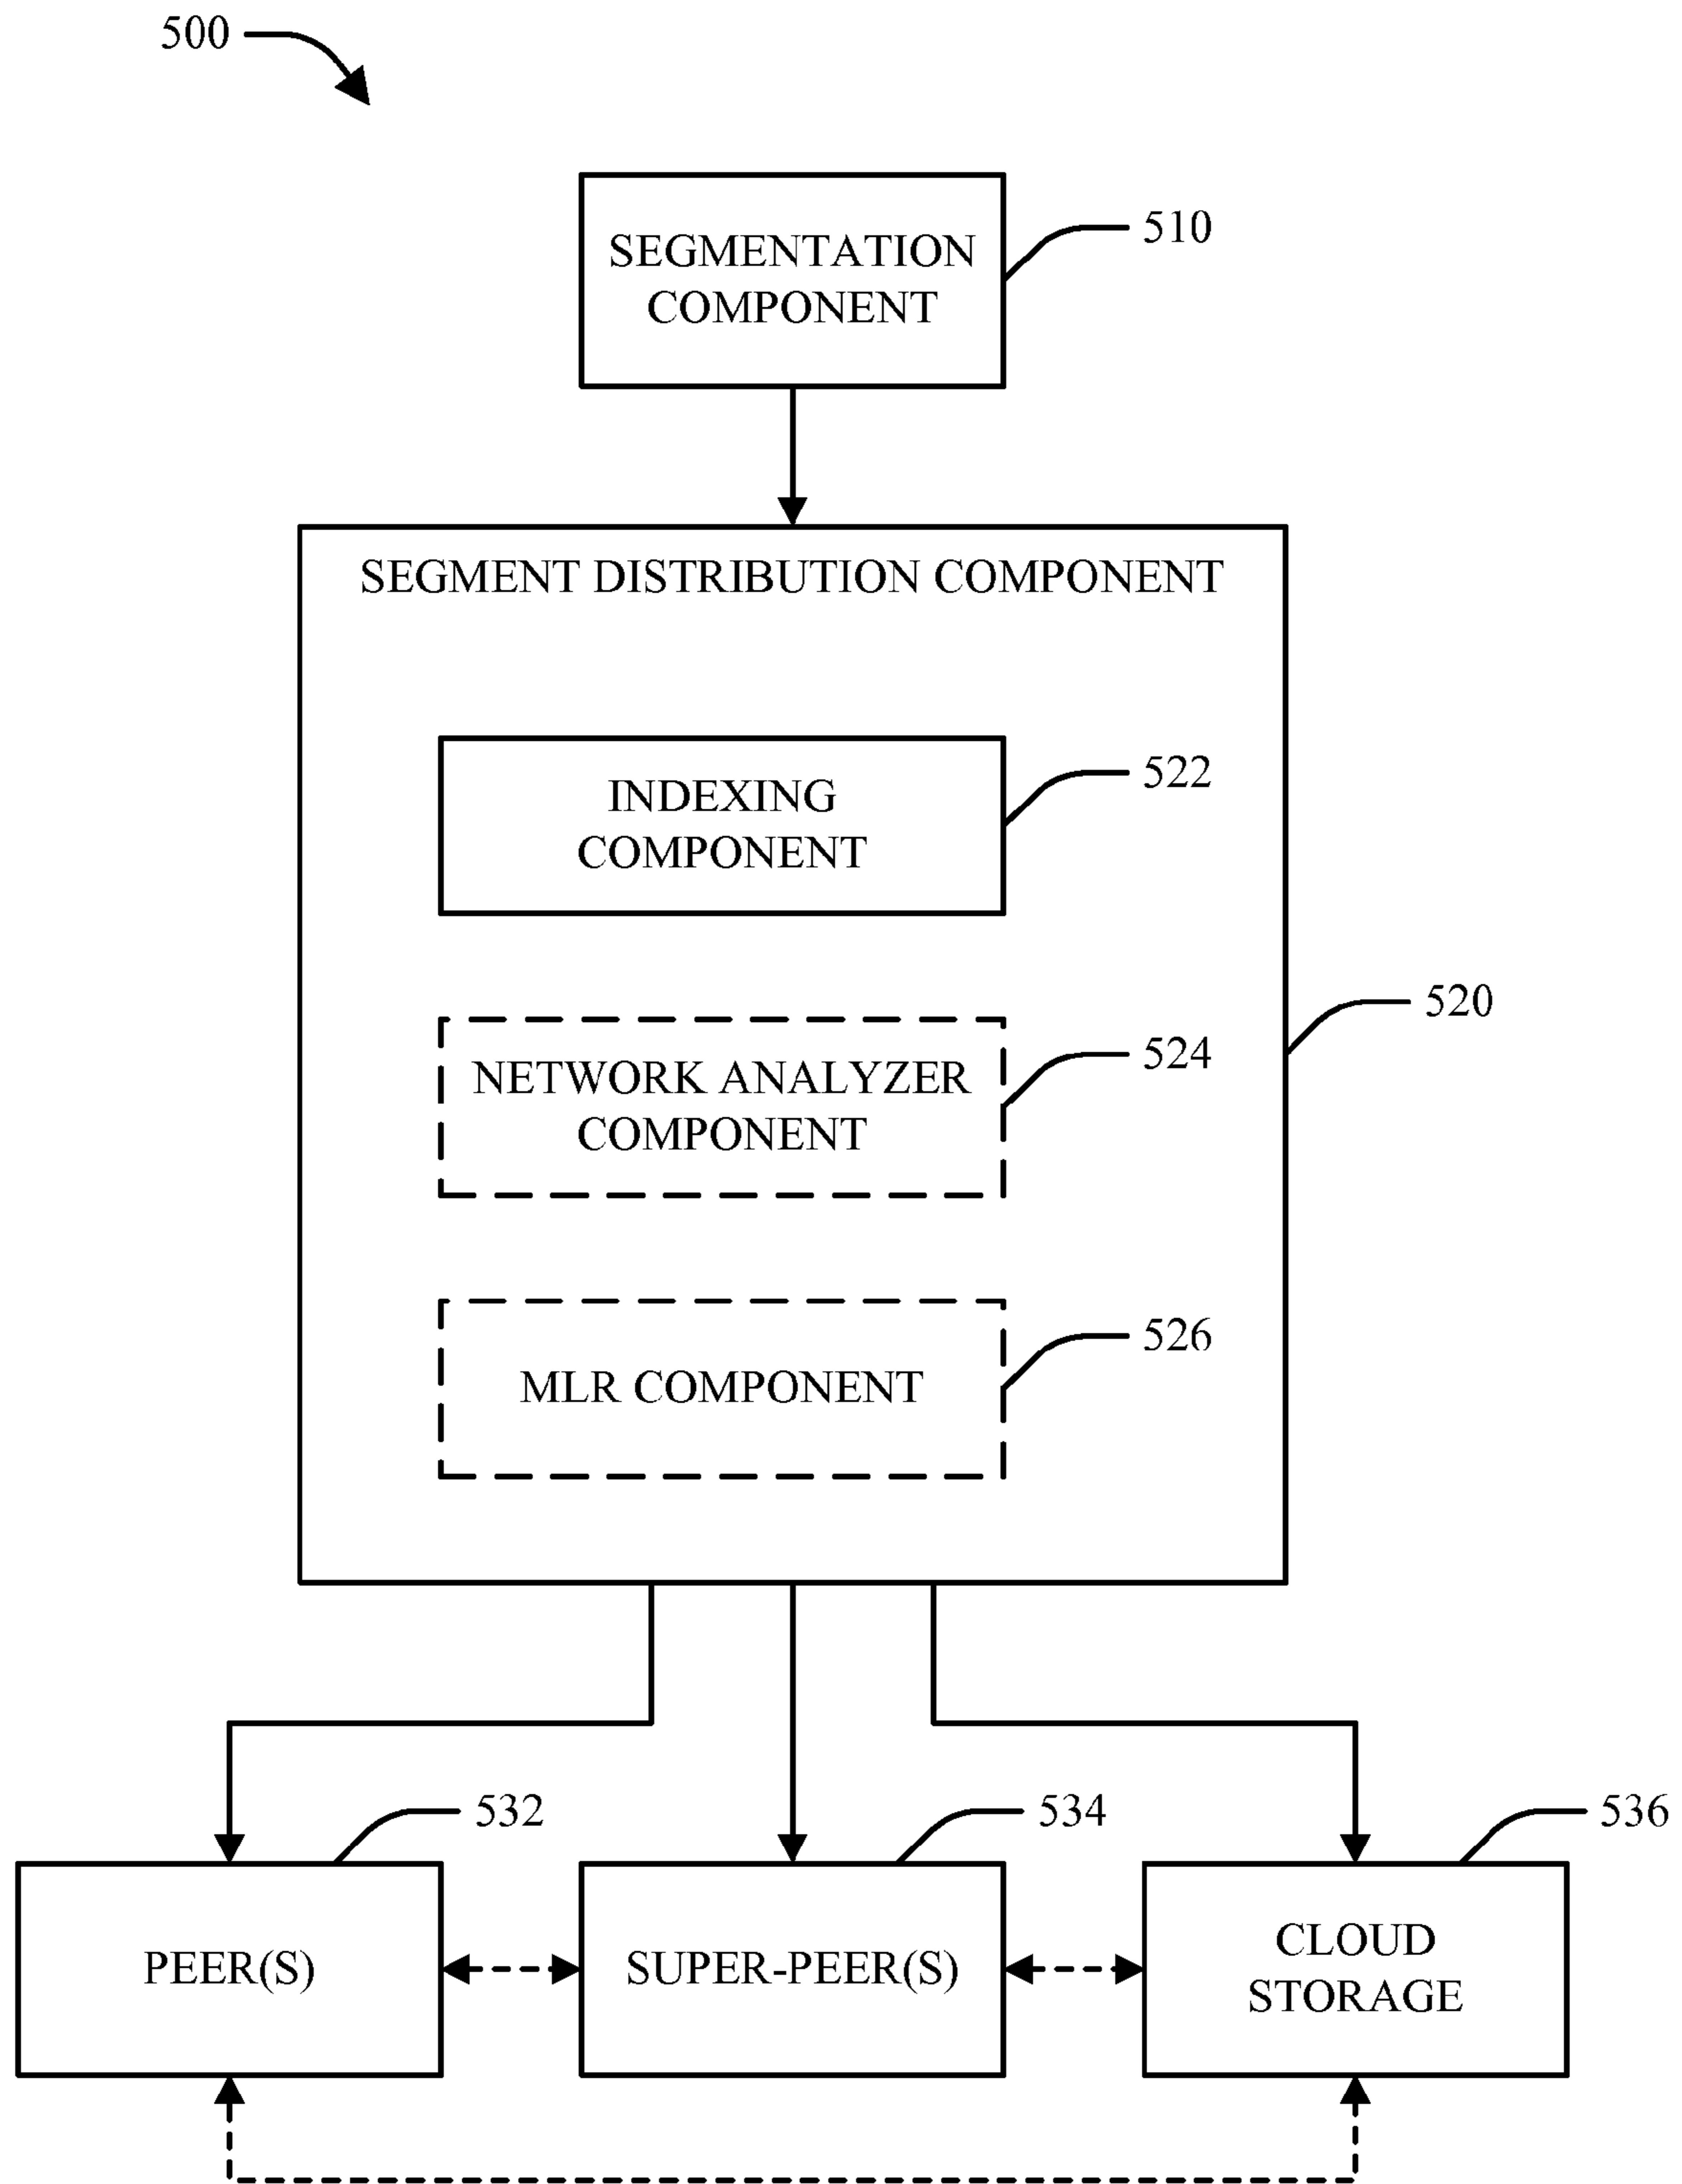 500
SEGMENTATION
COMPONENT
510
SEGMENT DISTRIBUTION COMPONENT
INDEXING
COMPONENT
522
520
NETWORK ANALYZER
COMPONENT
524
MLR COMPONENT
526
532
534
536
PEER(S)
SUPER-PEER(S)
CLOUD
STORAGE